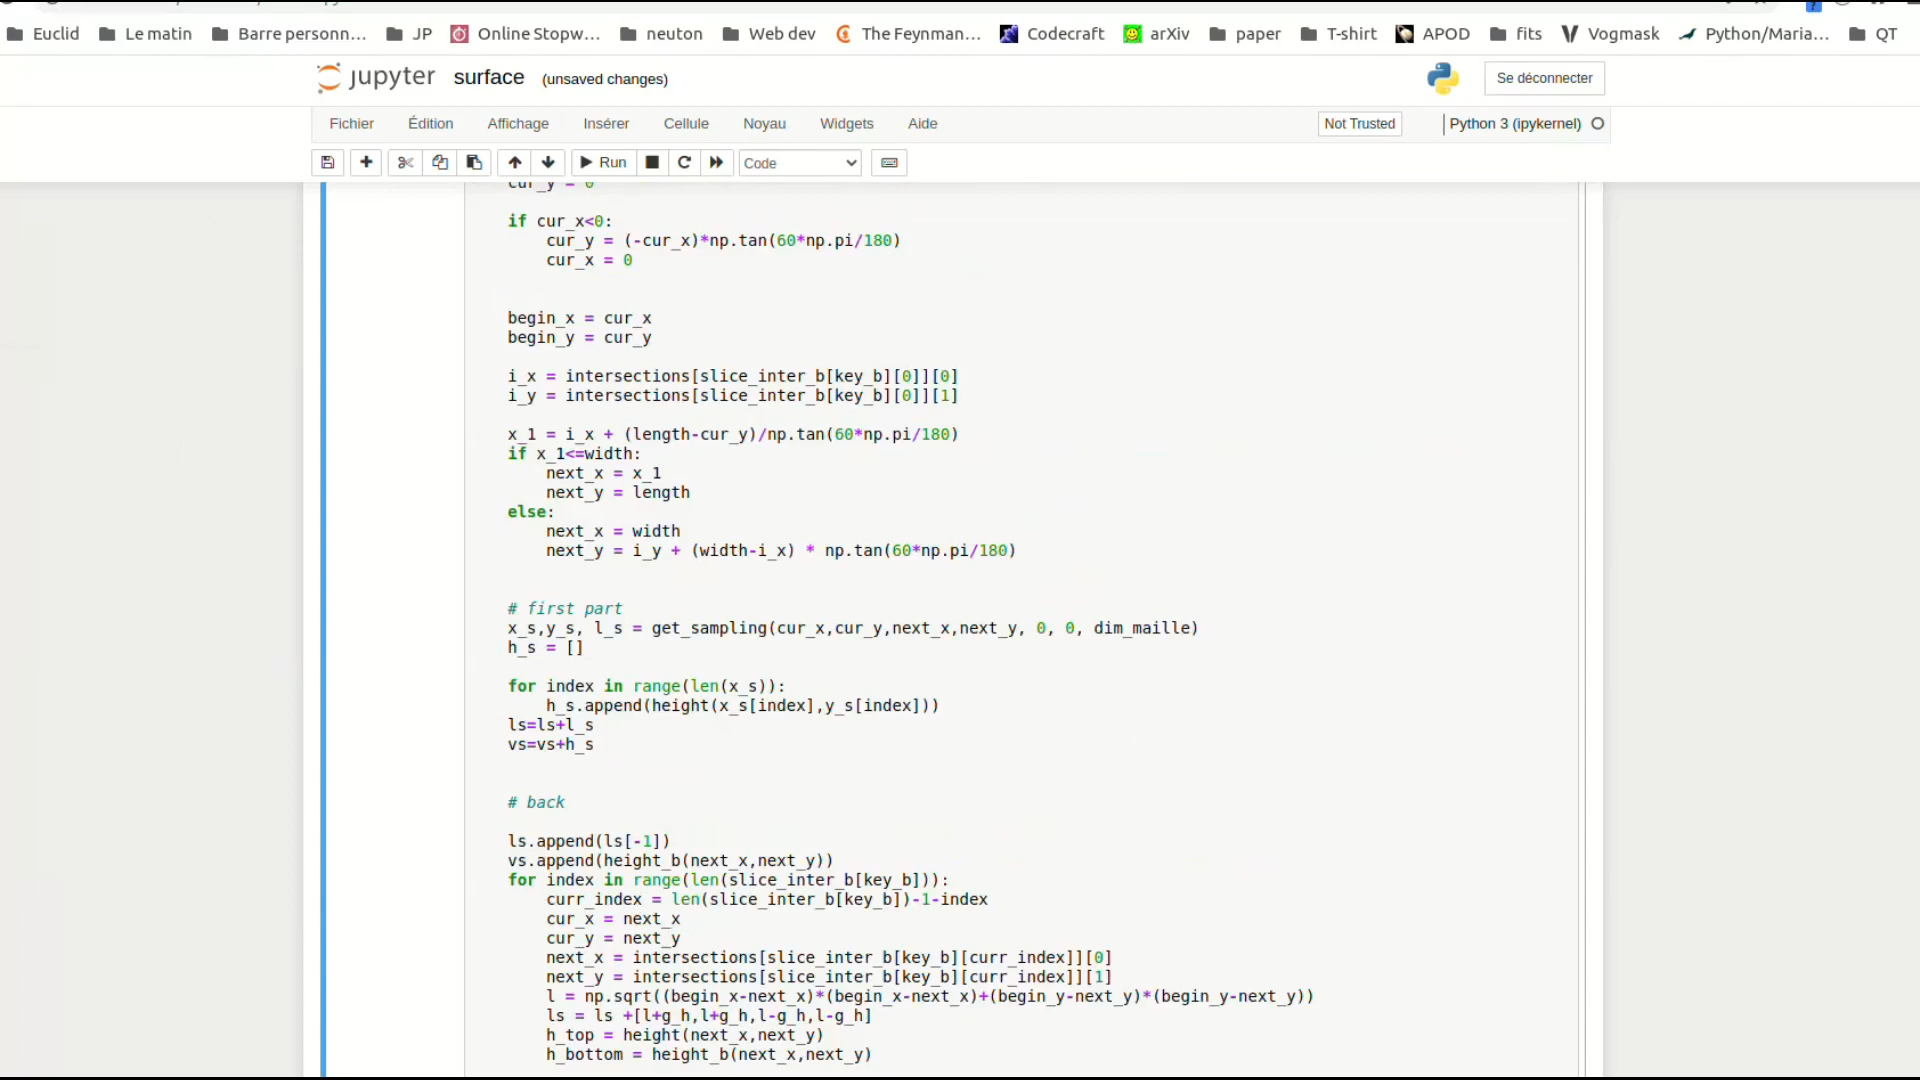 Euclid Le matin Barre personn... JP Online Stopw... neuton Web dev The Feynman... Codecraft arXiv paper T-shirt APOD fits Vogmask Python/Maria... QT
jupyter surface (unsaved changes) Se déconnecter
Fichier Édition Affichage Insérer Cellule Noyau Widgets Aide Not Trusted Python 3 (ipykernel)
Run Code
cur_y = 0
if cur_x<0:
cur_y = (-cur_x)*np.tan(60*np.pi/180)
cur_x = 0
begin_x = cur_x
begin_y = cur_y
i_x = intersections[slice_inter_b[key_b][0]][0]
i_y = intersections[slice_inter_b[key_b][0]][1]
x_1 = i_x + (length-cur_y)/np.tan(60*np.pi/180)
if x_1<=width:
next_x = x_1
next_y = length
else:
next_x = width
next_y = i_y + (width-i_x) * np.tan(60*np.pi/180)
# first part
x_s,y_s, l_s = get_sampling(cur_x,cur_y,next_x,next_y, 0, 0, dim_maille)
h_s = []
for index in range(len(x_s)):
h_s.append(height(x_s[index],y_s[index]))
ls=ls+l_s
vs=vs+h_s
# back
ls.append(ls[-1])
vs.append(height_b(next_x,next_y))
for index in range(len(slice_inter_b[key_b])):
curr_index = len(slice_inter_b[key_b])-1-index
cur_x = next_x
cur_y = next_y
next_x = intersections[slice_inter_b[key_b][curr_index]][0]
next_y = intersections[slice_inter_b[key_b][curr_index]][1]
l = np.sqrt((begin_x-next_x)*(begin_x-next_x)+(begin_y-next_y)*(begin_y-next_y))
ls = ls +[l+g_h,l+g_h,l-g_h,l-g_h]
h_top = height(next_x,next_y)
h_bottom = height_b(next_x,next_y)